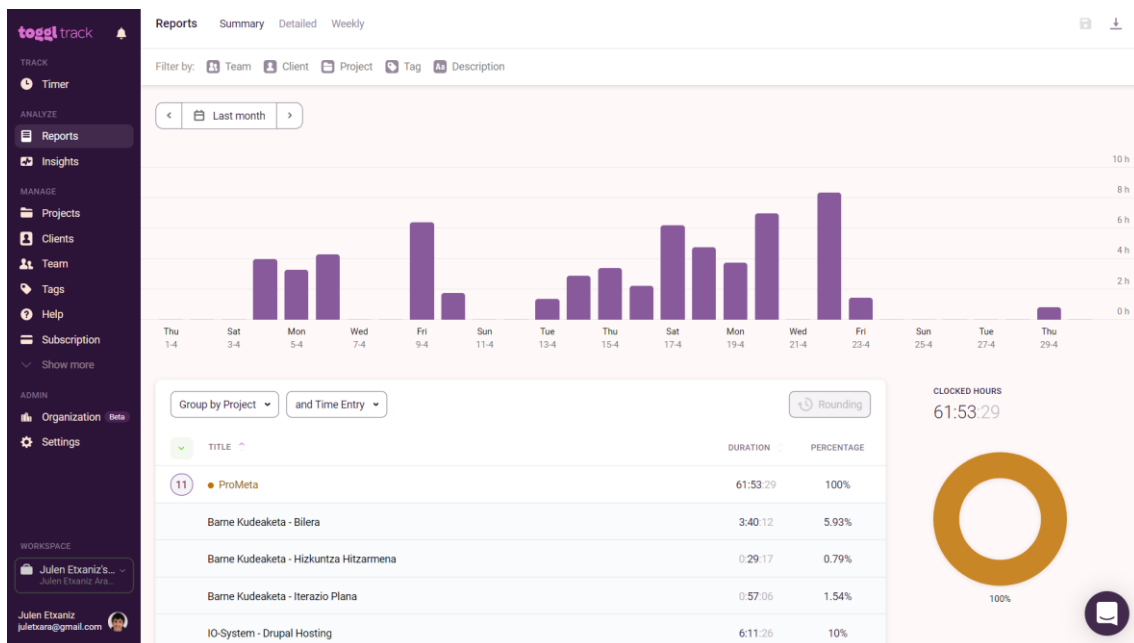 toggl track
TRACK
Timer
ANALYZE
Reports
Insights
MANAGE
Projects
Clients
Team
Tags
Help
Subscription
Show more
ADMIN
Organization Beta
Settings
WORKSPACE
Julen Etxaniz's...
Julen Etxaniz Ara...
Julen Etxaniz
juletxara@gmail.com
Reports Summary Detailed Weekly
Filter by: Team Client Project Aa Tag Description
Last month
10 h
8 h
6 h
4 h
2 h
0 h
Thu Sat Mon Wed Fri Sun Tue Thu Sat Mon Wed Fri Sun Tue Thu
1-4 3-4 5-4 7-4 9-4 11-4 13-4 15-4 17-4 19-4 21-4 23-4 25-4 27-4 29-4
Group by Project and Time Entry Rounding
TITLE DURATION PERCENTAGE
11 ProMeta 61:53:29 100%
Barne Kudeaketa - Bilera 3:40:12 5.93%
Barne Kudeaketa - Hizkuntza Hitzarmena 0:29:17 0.79%
Barne Kudeaketa - Iterazio Plana 0:57:06 1.54%
IO-System - Drupal Hosting 6:11:26 10%
CLOCKED HOURS
61:53:29
100%